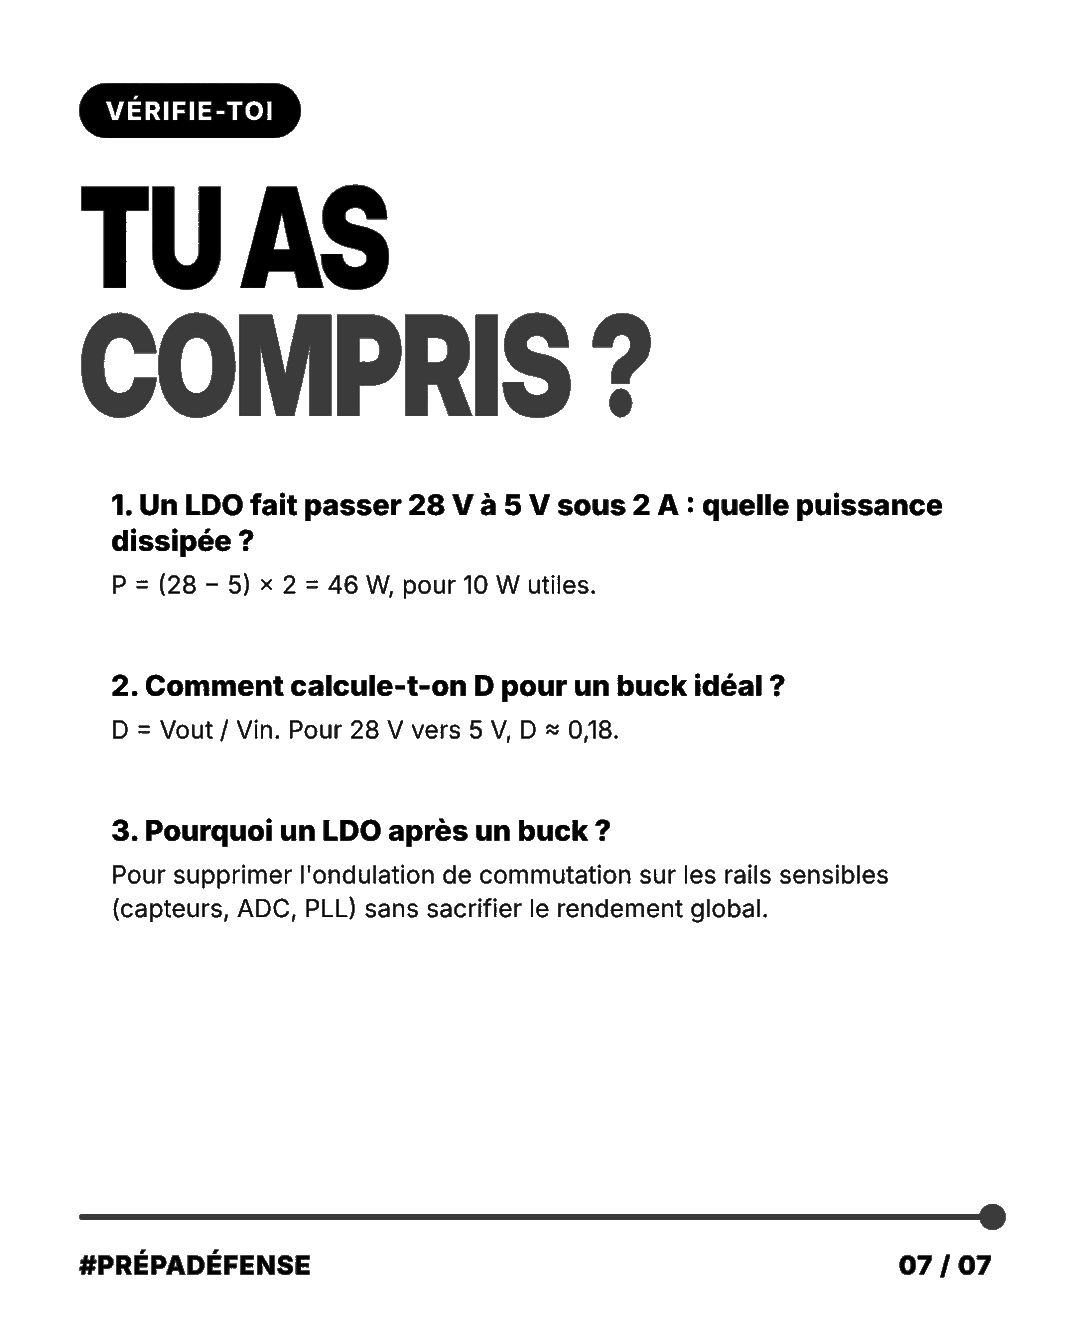 VÉRIFIE-TOI
TU AS
COMPRIS ?
1. Un LDO fait passer 28 V à 5 V sous 2 A : quelle puissance
dissipée ?
P = (28 − 5) × 2 = 46 W, pour 10 W utiles.
2. Comment calcule-t-on D pour un buck idéal ?
D = Vout / Vin. Pour 28 V vers 5 V, D ≈ 0,18.
3. Pourquoi un LDO après un buck ?
Pour supprimer l'ondulation de commutation sur les rails sensibles
(capteurs, ADC, PLL) sans sacrifier le rendement global.
#PRÉPADÉFENSE
07 / 07